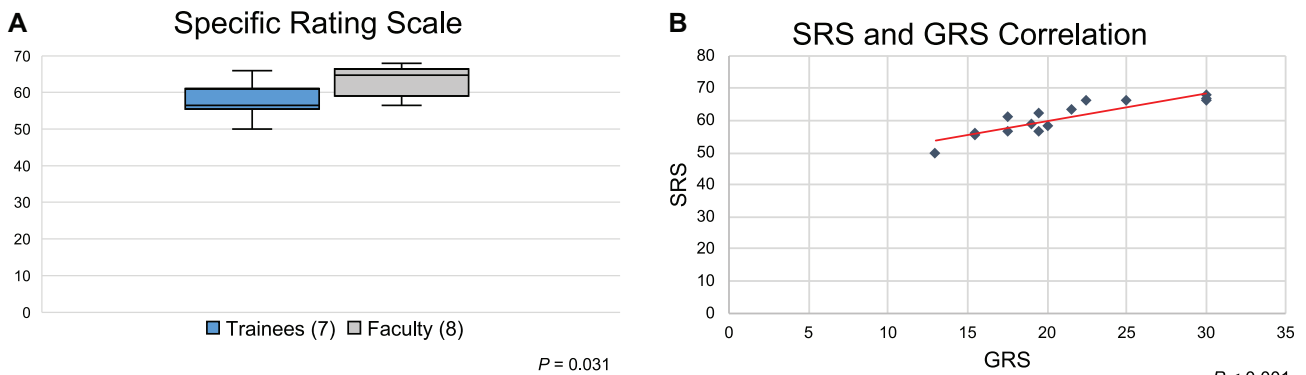 A
Specific Rating Scale
70
60
50
40
30
20
10
0
Trainees (7) Faculty (8)
P = 0.031
B
SRS and GRS Correlation
SRS
80
70
60
50
40
30
20
10
0
0 5 10 15 20 25 30 35
GRS